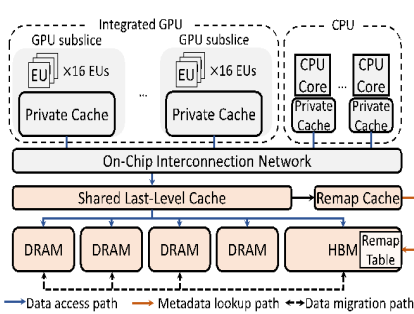 Integrated GPU
CPU
GPU subslice
GPU subslice
EU ×16 EUs
EU ×16 EUs
Private Cache
...
Private Cache
CPU Core
...
CPU Core
Private Cache
Private Cache
On-Chip Interconnection Network
Shared Last-Level Cache
Remap Cache
DRAM
DRAM
DRAM
DRAM
HBM
Remap Table
Data access path
Metadata lookup path
Data migration path